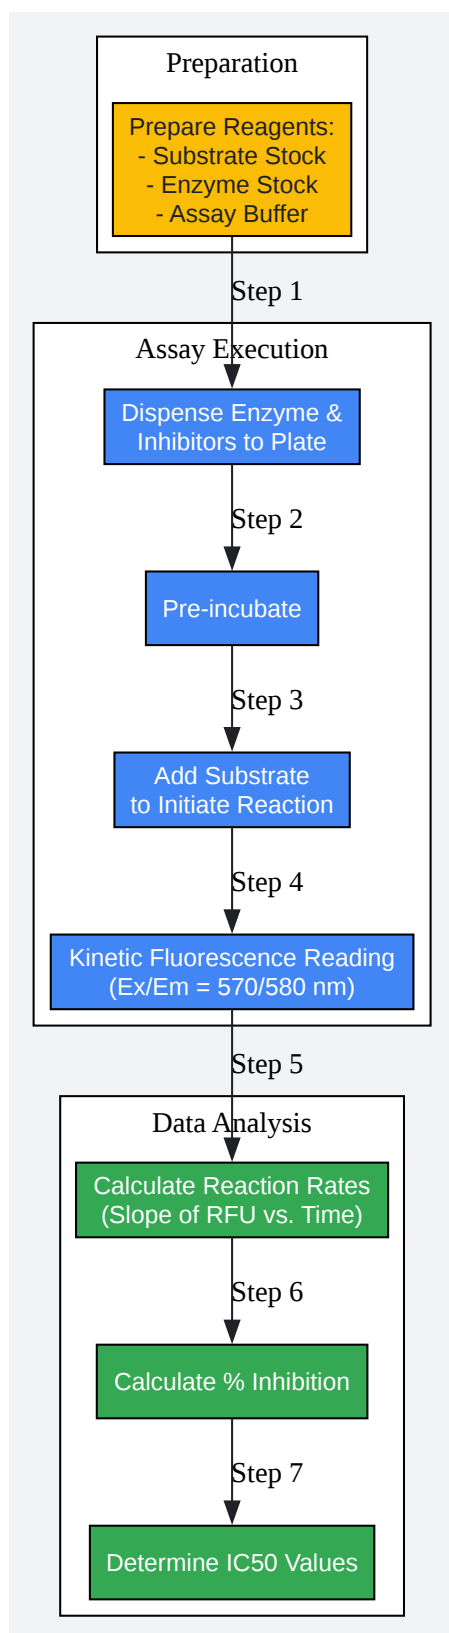 Preparation
Prepare Reagents:
- Substrate Stock
- Enzyme Stock
- Assay Buffer
Step 1
Assay Execution
Dispense Enzyme &
Inhibitors to Plate
Step 2
Pre-incubate
Step 3
Add Substrate
to Initiate Reaction
Step 4
Kinetic Fluorescence Reading
(Ex/Em = 570/580 nm)
Step 5
Data Analysis
Calculate Reaction Rates
(Slope of RFU vs. Time)
Step 6
Calculate % Inhibition
Step 7
Determine IC50 Values